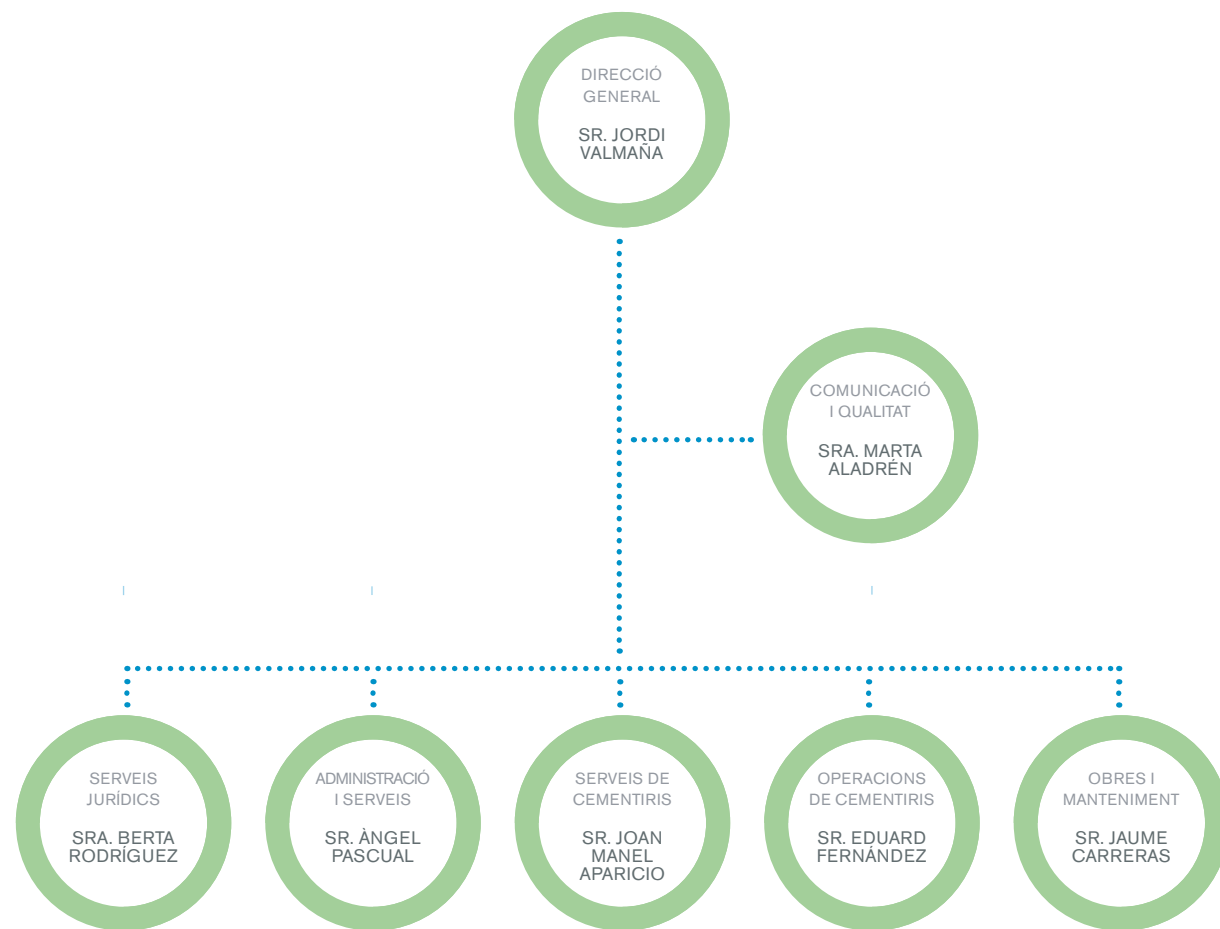 DIRECCIÓ
GENERAL
SR. JORDI
VALMAÑA
COMUNICACIÓ
I QUALITAT
SRA. MARTA
ALADRÉN
SERVEIS
JURÍDICS
SRA. BERTA
RODRÍGUEZ
ADMINISTRACIÓ
I SERVEIS
SR. ÀNGEL
PASCUAL
SERVEIS DE
CEMENTIRIS
SR. JOAN
MANEL
APARICIO
OPERACIONS
DE CEMENTIRIS
SR. EDUARD
FERNÁNDEZ
OBRES I
MANTENIMENT
SR. JAUME
CARRERAS